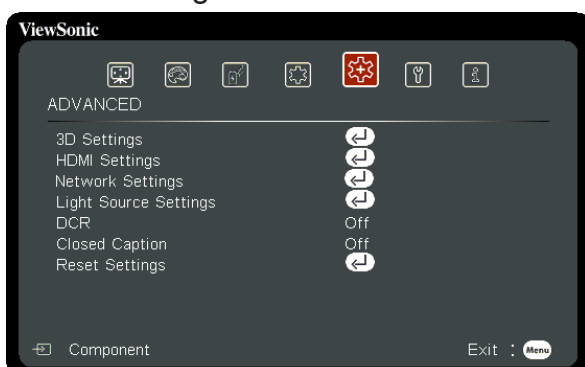 ViewSonic
ADVANCED
3D Settings
HDMI Settings
Network Settings
Light Source Settings
DCR Off
Closed Caption Off
Reset Settings
Component Exit : Menu